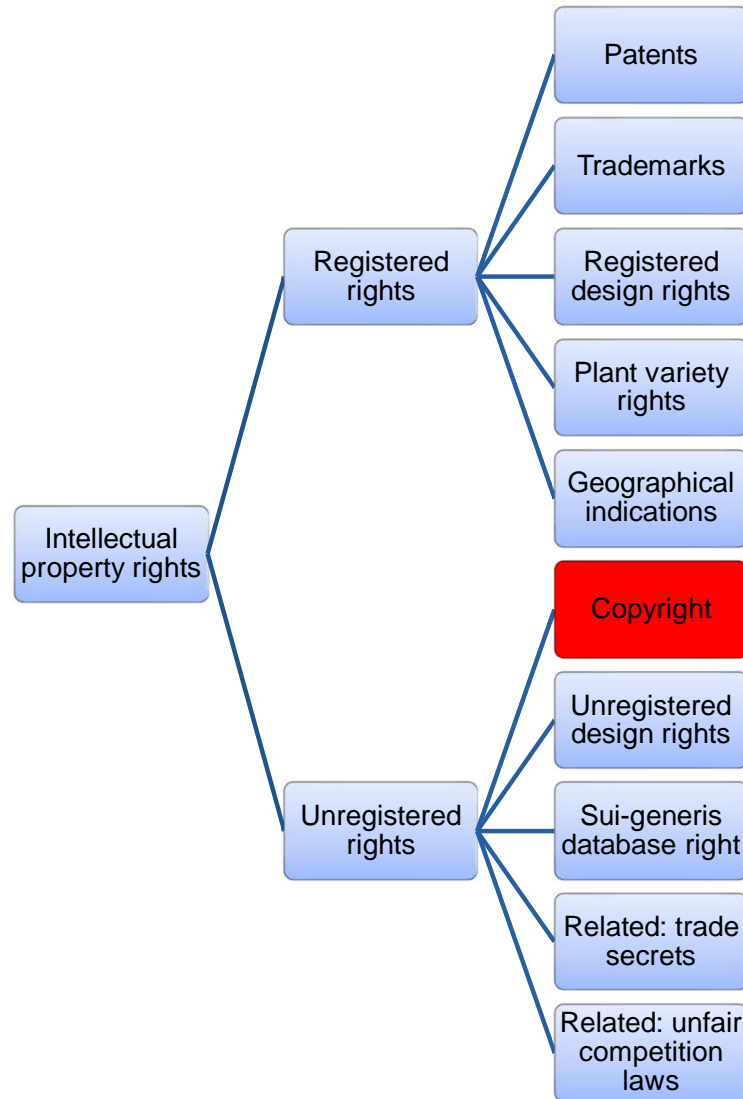 Patents
Trademarks
Registered
rights
Registered
design rights
Plant variety
rights
Geographical
indications
Intellectual
property rights
Copyright
Unregistered
design rights
Unregistered
rights
Sui-generis
database right
Related: trade
secrets
Related: unfair
competition
laws